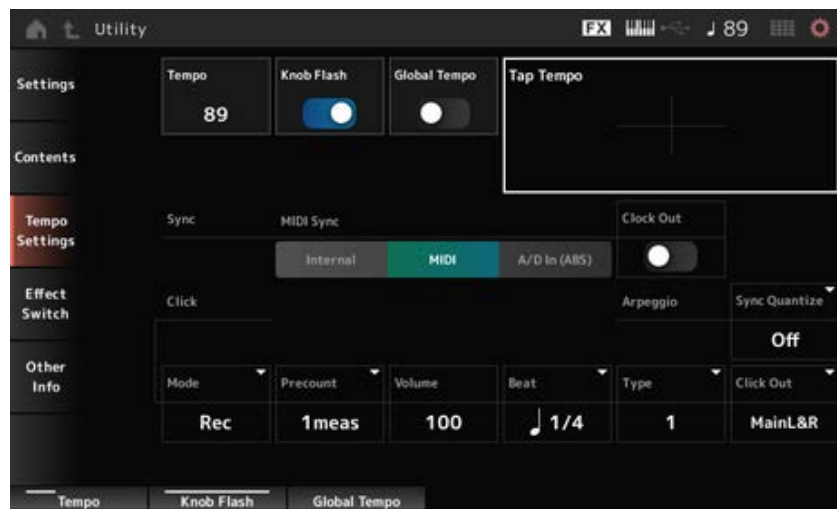 Utility
FX
♩ 89
Settings
Contents
Tempo
Settings
Effect
Switch
Other
Info
Tempo
89
Knob Flash
Global Tempo
Tap Tempo
Sync
MIDI Sync
Internal
MIDI
A/D In (ABS)
Clock Out
Click
Arpeggio
Sync Quantize
Off
Mode
Rec
Precount
1meas
Volume
100
Beat
♩ 1/4
Type
1
Click Out
MainL&R
Tempo
Knob Flash
Global Tempo